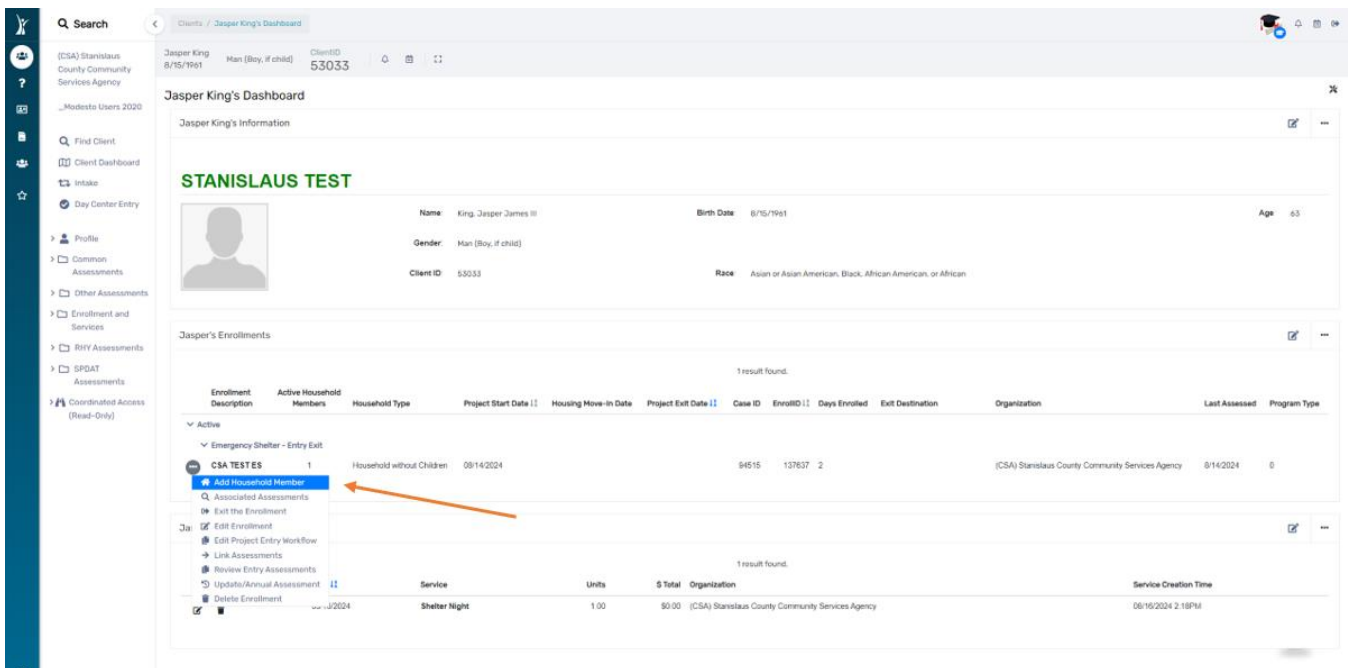 Search
Clients / Jasper King's Dashboard
(CSA) Stanislaus
County Community
Services Agency
_Modesto Users 2020
Find Client
Client Dashboard
Intake
Day Center Entry
Profile
Common
Assessments
Other Assessments
Enrollment and
Services
RHY Assessments
SPDAT
Assessments
Coordinated Access
(Read-Only)
Jasper King
8/15/1961
Man (Boy, if child)
ClientID
53033
Jasper King's Dashboard
Jasper King's Information
STANISLAUS TEST
Name: King, Jasper James III Birth Date: 8/15/1961 Age: 63
Gender: Man (Boy, if child)
Client ID: 53033 Race: Asian or Asian American, Black, African American, or African
Jasper's Enrollments
1 result found.
Enrollment Description Active Household Members Household Type Project Start Date Housing Move-In Date Project Exit Date Case ID EnrollID Days Enrolled Exit Destination Organization Last Assessed Program Type
Active
Emergency Shelter - Entry Exit
CSA TEST ES 1 Household without Children 08/14/2024 94515 137637 2 (CSA) Stanislaus County Community Services Agency 8/14/2024 0
Add Household Member
Associated Assessments
Exit the Enrollment
Edit Enrollment
Edit Project Entry Workflow
Link Assessments
Review Entry Assessments
Update/Annual Assessment
Delete Enrollment
Ja
1 result found.
Service Units $ Total Organization Service Creation Time
2024 Shelter Night 1.00 $0.00 (CSA) Stanislaus County Community Services Agency 08/16/2024 2:18PM